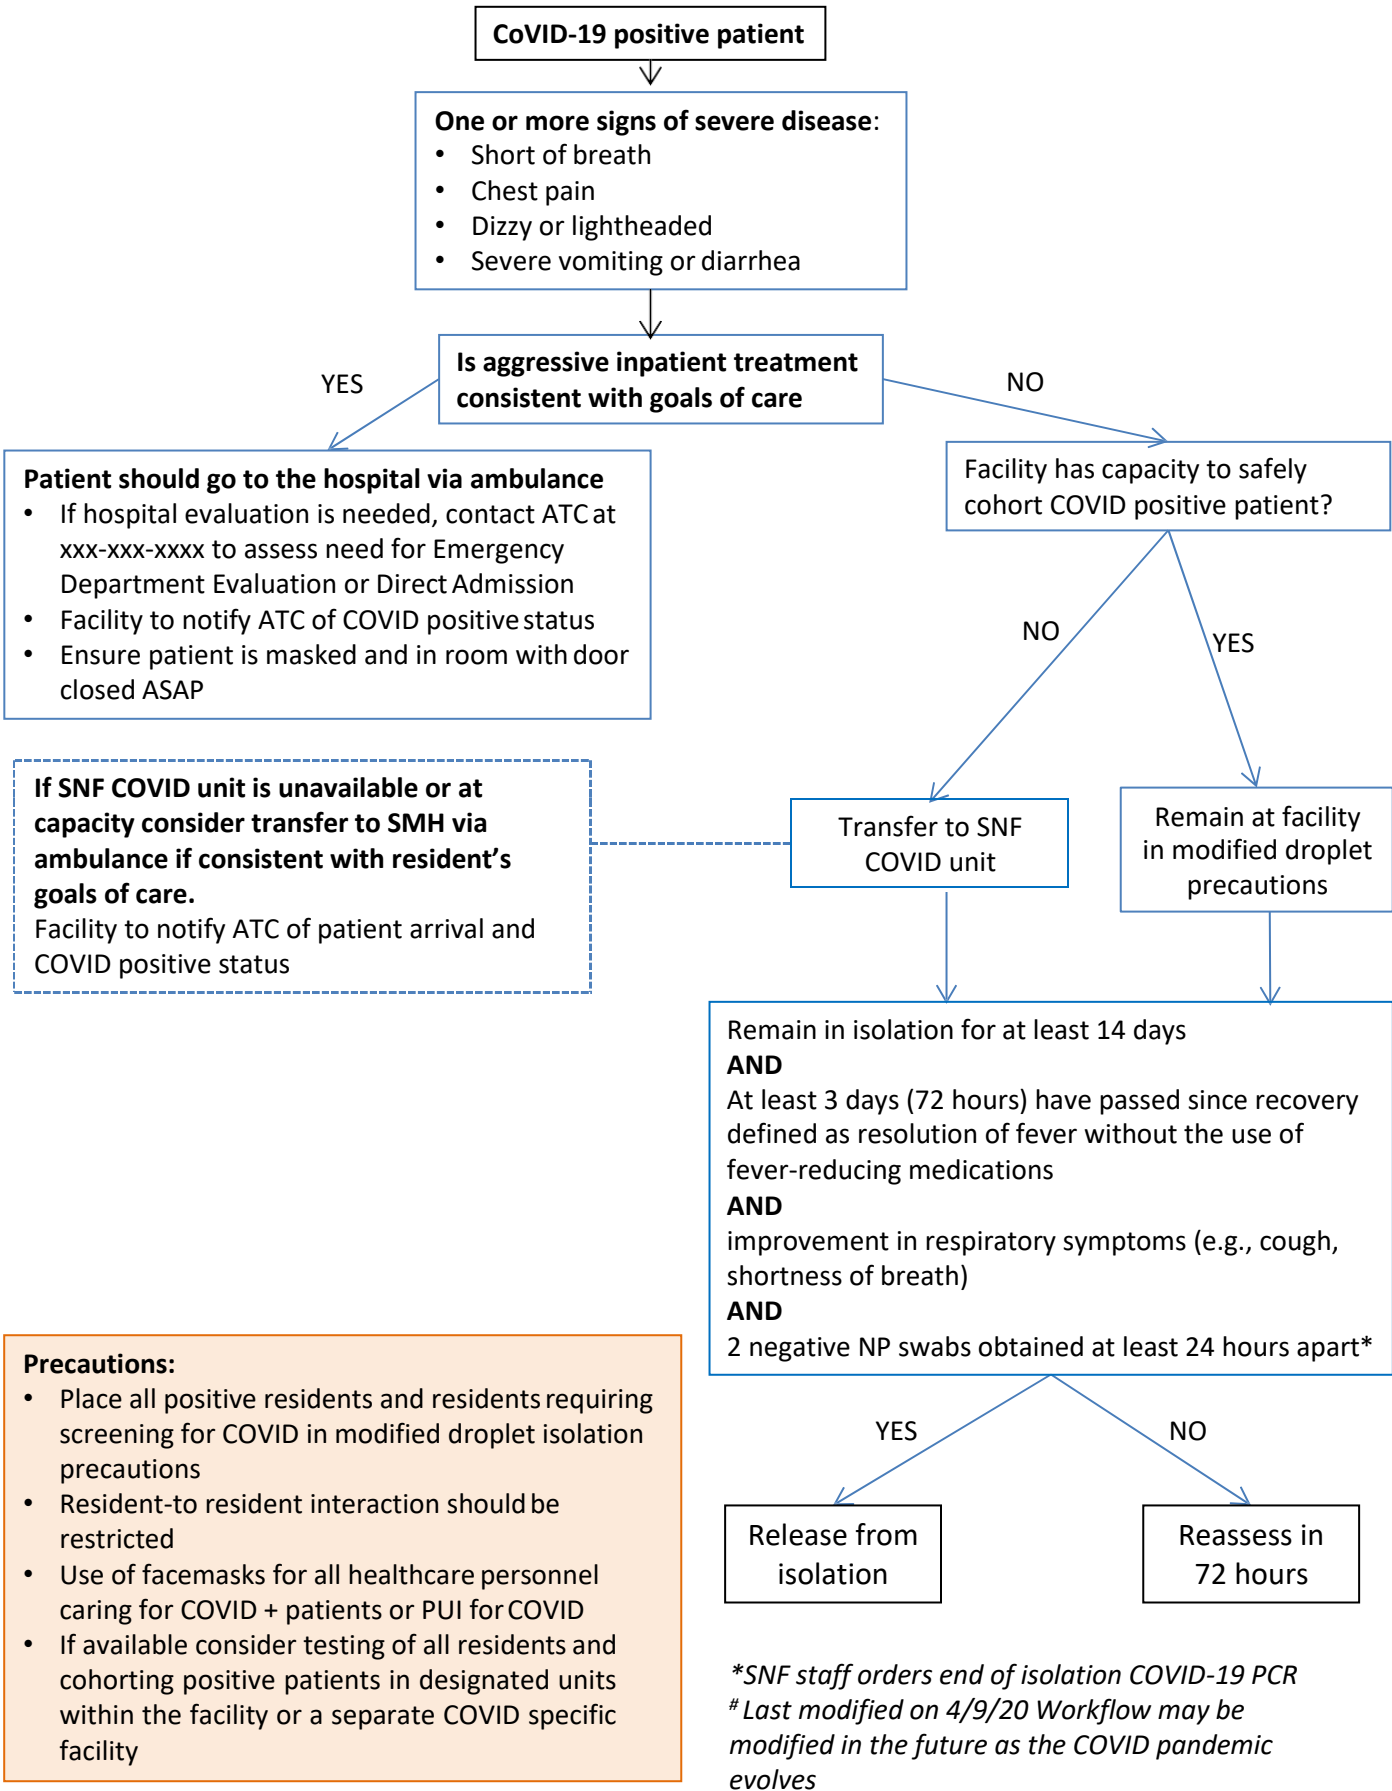 CoVID-19 positive patient
One or more signs of severe disease:
• Short of breath
• Chest pain
• Dizzy or lightheaded
• Severe vomiting or diarrhea
Is aggressive inpatient treatment
consistent with goals of care
YES
NO
Patient should go to the hospital via ambulance
• If hospital evaluation is needed, contact ATC at
xxx-xxx-xxxx to assess need for Emergency
Department Evaluation or Direct Admission
• Facility to notify ATC of COVID positive status
• Ensure patient is masked and in room with door
closed ASAP
Facility has capacity to safely
cohort COVID positive patient?
NO
YES
If SNF COVID unit is unavailable or at
capacity consider transfer to SMH via
ambulance if consistent with resident’s
goals of care.
Facility to notify ATC of patient arrival and
COVID positive status
Transfer to SNF
COVID unit
Remain at facility
in modified droplet
precautions
Remain in isolation for at least 14 days
AND
At least 3 days (72 hours) have passed since recovery
defined as resolution of fever without the use of
fever-reducing medications
AND
improvement in respiratory symptoms (e.g., cough,
shortness of breath)
AND
2 negative NP swabs obtained at least 24 hours apart*
YES
NO
Release from
isolation
Reassess in
72 hours
Precautions:
• Place all positive residents and residents requiring
screening for COVID in modified droplet isolation
precautions
• Resident-to resident interaction should be
restricted
• Use of facemasks for all healthcare personnel
caring for COVID + patients or PUI for COVID
• If available consider testing of all residents and
cohorting positive patients in designated units
within the facility or a separate COVID specific
facility
*SNF staff orders end of isolation COVID-19 PCR
# Last modified on 4/9/20 Workflow may be
modified in the future as the COVID pandemic
evolves